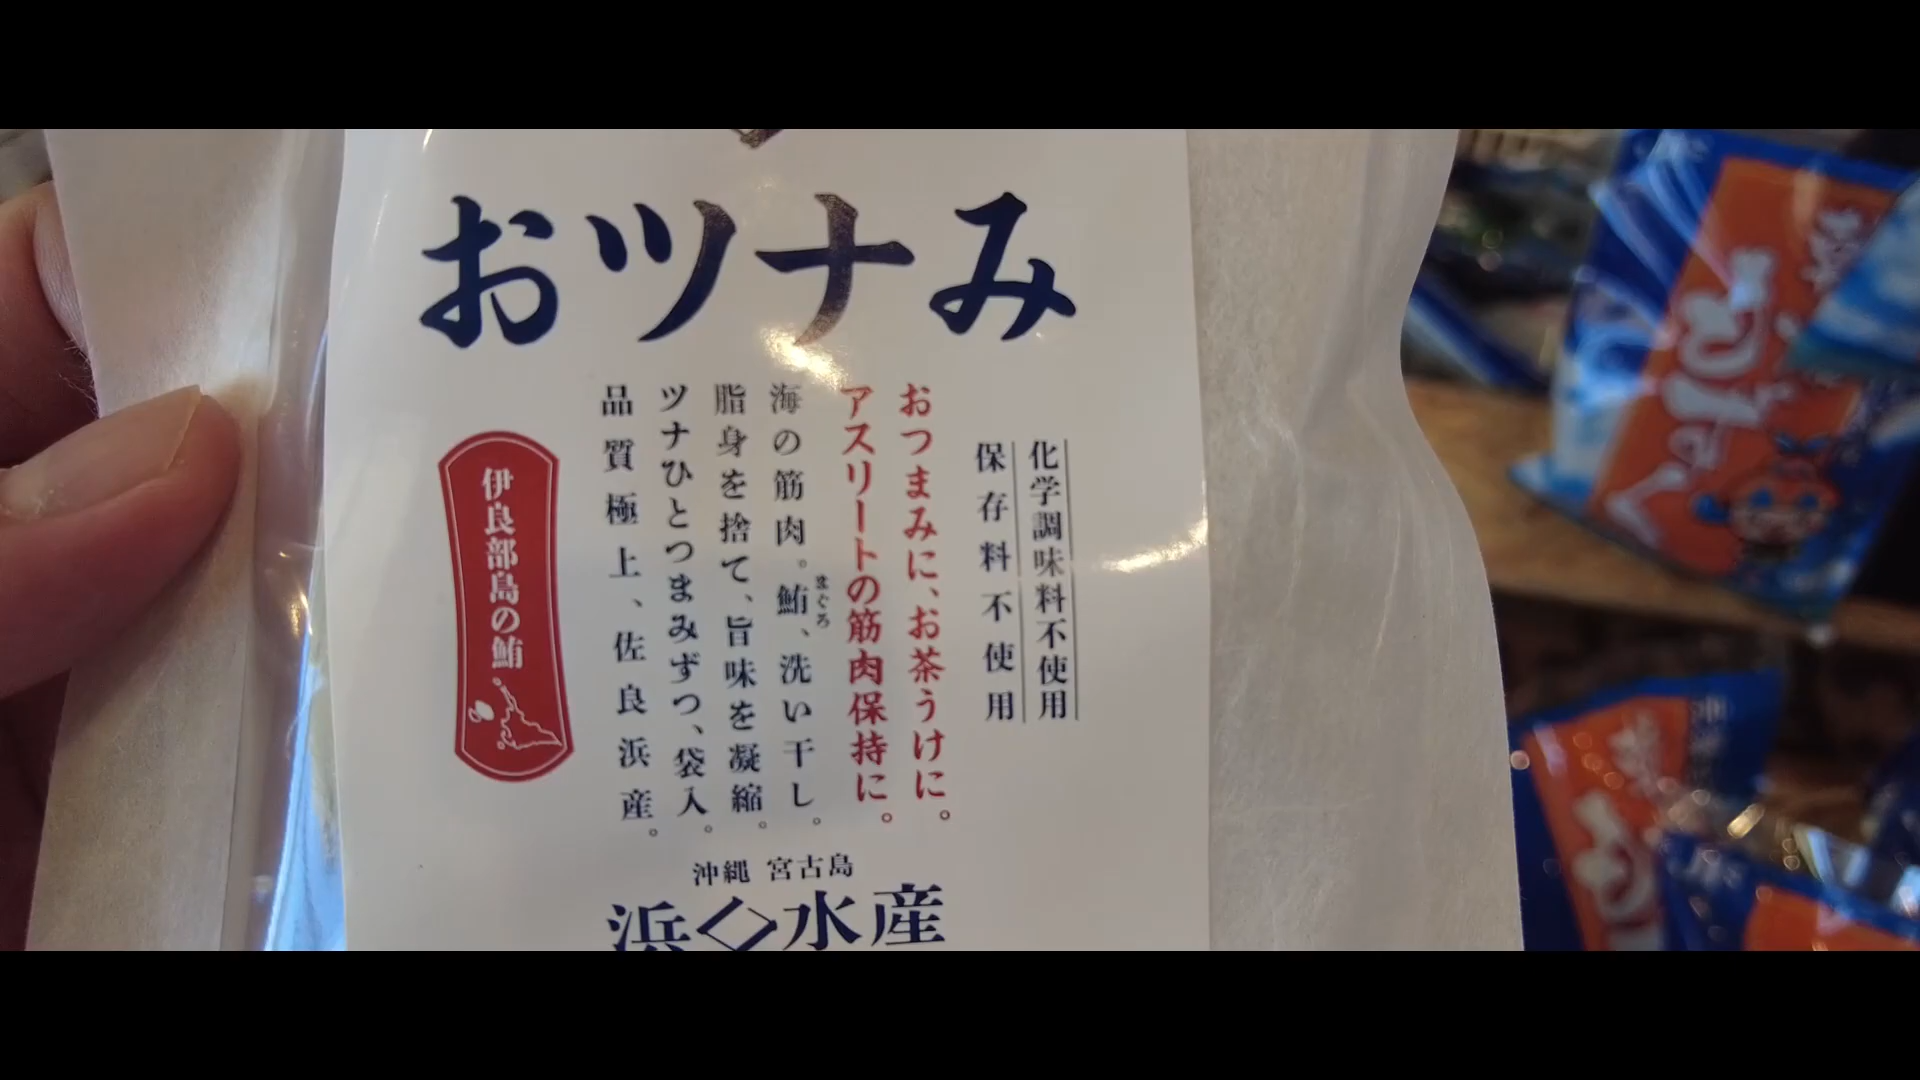 おツナみ
化学調味料不使用
保存料不使用
おつまみに、お茶うけに。
アスリートの筋肉保持に。
海の筋肉。鮪、洗い干し。
まぐろ
脂身を捨て、旨味を凝縮。
ツナひとつまみずつ、袋入。
品質極上、佐良浜産。
伊良部島の鮪
沖縄 宮古島
浜◇水産